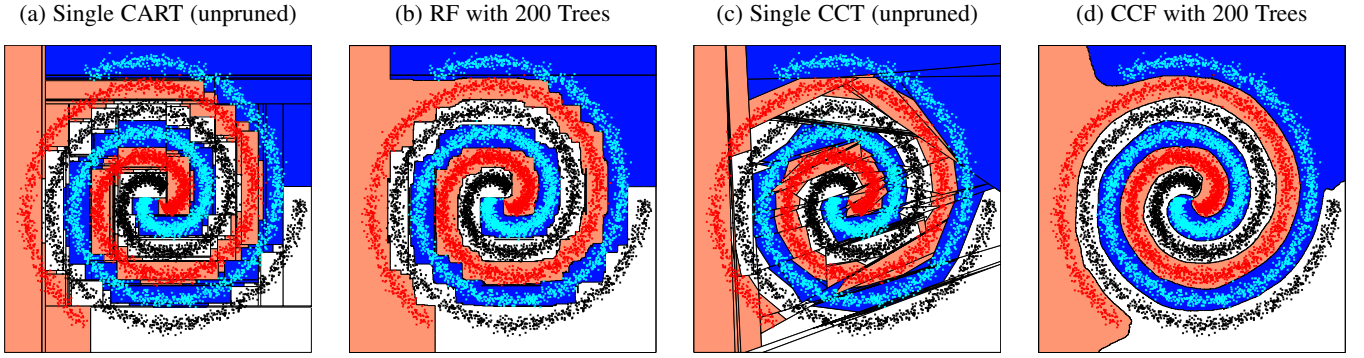 (a) Single CART (unpruned)
(b) RF with 200 Trees
(c) Single CCT (unpruned)
(d) CCF with 200 Trees